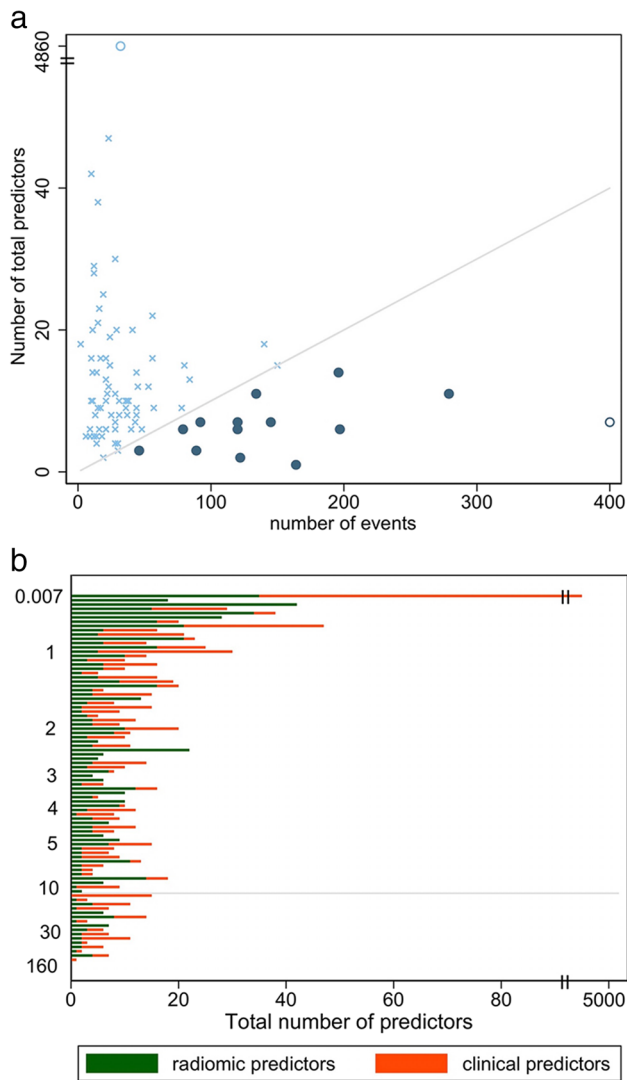 a
4860
40
20
0
Number of total predictors
0 100 200 300 400
number of events
b
0.007
1
2
3
4
5
10
30
160
0 20 40 60 80 5000
Total number of predictors
radiomic predictors clinical predictors